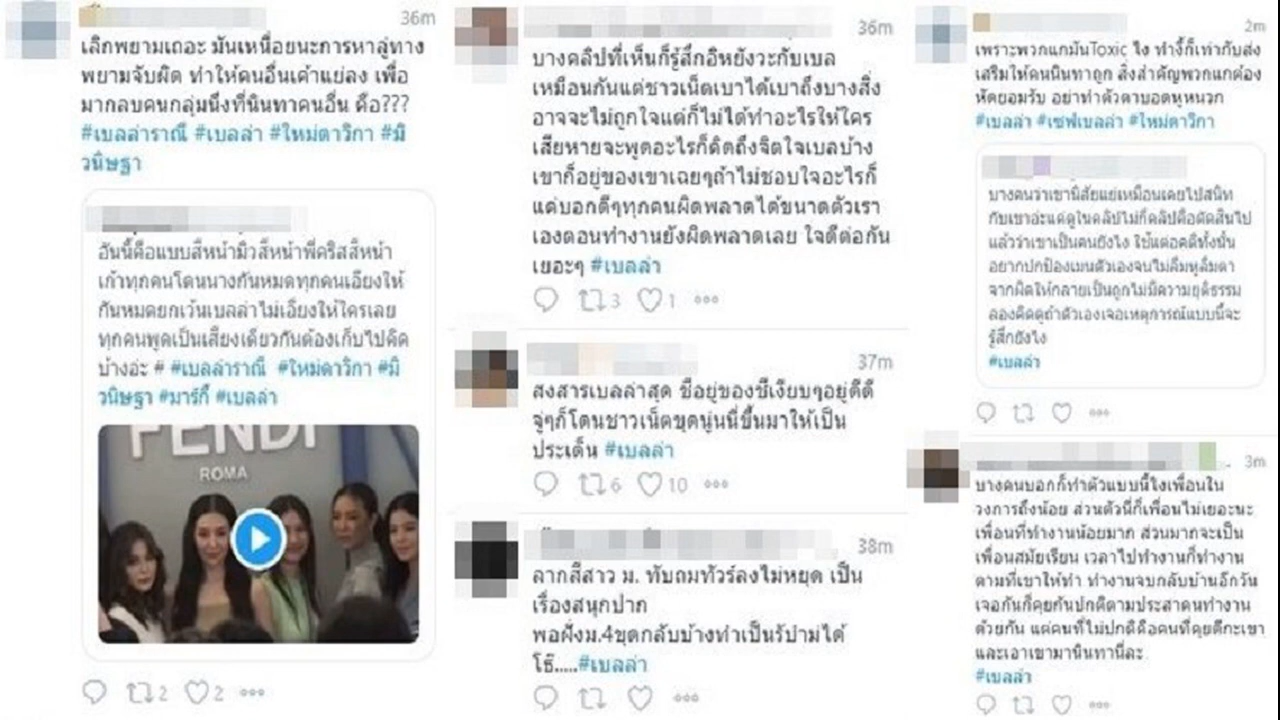 36m
เลิกพยามเถอะ มันเหนื่อยนะการหาลู่ทาง
พยามจับผิด ทำให้คนอื่นเค้าแย่ลง เพื่อ
มากลบคนกลุ่มนึ่งที่นินทาคนอื่น คือ???
#เบลล่าราณี #เบลล่า #ใหม่ดาวิกา #มิ
วนิษฐา
อันนี้คือแบบสีหน้ามิวสีหน้าพี่คริสสีหน้า
เก้าทุกคนโดนนางกันหมดทุกคนเอียงให้
กันหมดยกเว้นเบลล่าไม่เอียงให้ใครเลย
ทุกคนพูดเป็นเสียงเดียวกันต้องเก็บไปคิด
บ้างอ่ะ # #เบลล่าราณี #ใหม่ดาวิกา #มิ
วนิษฐา #มาร์กี้ #เบลล่า
FENDI
ROMA
2 2
36m
บางคลิปที่เห็นก็รู้สึกอิหยังวะกับเบล
เหมือนกันแต่ชาวเน็ตเบาได้เบาถึงบางสิ่ง
อาจจะไม่ถูกใจแต่ก็ไม่ได้ทำอะไรให้ใคร
เสียหายจะพูดอะไรก็คิดถึงจิตใจเบลบ้าง
เขาก็อยู่ของเขาเฉยๆถ้าไม่ชอบใจอะไรก็
แค่บอกดีๆทุกคนผิดพลาดได้ขนาดตัวเรา
เองตอนทำงานยังผิดพลาดเลย ใจดีต่อกัน
เยอะๆ #เบลล่า
3 1
37m
สงสารเบลล่าสุด ชีอยู่ของชีเงียบๆอยู่ดีดี
จู่ๆก็โดนชาวเน็ตขุดนู่นนี่ขึ้นมาให้เป็น
ประเด็น #เบลล่า
6 10
38m
ลากสี่สาว ม. ทับถมทัวร์ลงไม่หยุด เป็น
เรื่องสนุกปาก
พอฝั่งม.4ขุดกลับบ้างทำเป็นรับปามได้
โธ๊.....#เบลล่า
2m
เพราะพวกแกมันToxic ไง ทำงี้ก็เท่ากับส่ง
เสริมให้คนนินทาถูก สิ่งสำคัญพวกแกต้อง
หัดยอมรับ อย่าทำตัวตาบอดหูหนวก
#เบลล่า #เชฟเบลล่า #ใหม่ดาวิกา
บางคนว่าเขานิสัยแย่เหมือนเคยไปสนิท
กับเขาอ่ะแค่ดูในคลิปไม่กี่คลิปคือตัดสินไป
แล้วว่าเขาเป็นคนยังไง ใช้แต่อคติทั้งนั้น
อยากปกป้องเมนตัวเองจนไม่ลืมหูลืมตา
จากผิดให้กลายเป็นถูกไม่มีความยุติธรรม
ลองคิดดูถ้าตัวเองเจอเหตุการณ์แบบนี้จะ
รู้สึกยังไง
#เบลล่า
3m
บางคนบอกก็ทำตัวแบบนี้ไงเพื่อนใน
วงการถึงน้อย ส่วนตัวนี่ก็เพื่อนไม่เยอะนะ
เพื่อนที่ทำงานน้อยมาก ส่วนมากจะเป็น
เพื่อนสมัยเรียน เวลาไปทำงานก็ทำงาน
ตามที่เขาให้ทำ ทำงานจบกลับบ้านอีกวัน
เจอกันก็คุยกันปกติตามประสาคนทำงาน
ด้วยกัน แต่คนที่ไม่ปกติคือคนที่คุยดีกะเขา
และเอาเขามานินทานี่ละ
#เบลล่า